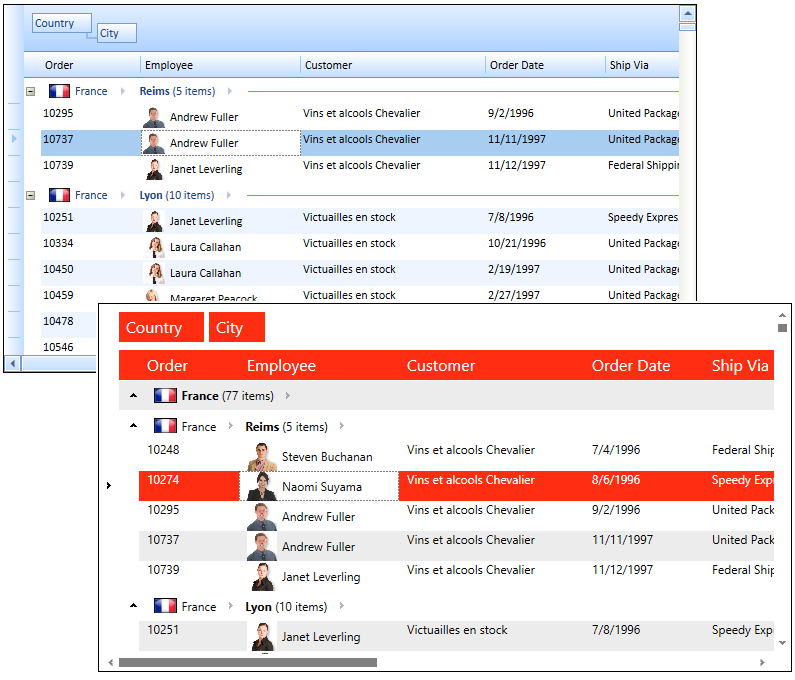 Country
City
Order Employee Customer Order Date Ship Via
France Reims (5 items)
10295 Andrew Fuller Vins et alcools Chevalier 9/2/1996 United Package
10737 Andrew Fuller Vins et alcools Chevalier 11/11/1997 United Package
10739 Janet Leverling Vins et alcools Chevalier 11/12/1997 Federal Shippin
France Lyon (10 items)
10251 Janet Leverling Victuailles en stock 7/8/1996 Speedy Expres
10334 Laura Callahan Victuailles en stock 10/21/1996 United Package
10450 Laura Callahan Victuailles en stock 2/19/1997 United Package
10459 Margaret Peacock Victuailles en stock 2/27/1997 United Package
10478
10546
Country City
Order Employee Customer Order Date Ship Via
France (77 items)
France Reims (5 items)
10248 Steven Buchanan Vins et alcools Chevalier 7/4/1996 Federal Ship
10274 Naomi Suyama Vins et alcools Chevalier 8/6/1996 Speedy Exp
10295 Andrew Fuller Vins et alcools Chevalier 9/2/1996 United Pack
10737 Andrew Fuller Vins et alcools Chevalier 11/11/1997 United Pack
10739 Janet Leverling Vins et alcools Chevalier 11/12/1997 Federal Ship
France Lyon (10 items)
10251 Janet Leverling Victuailles en stock 7/8/1996 Speedy Exp